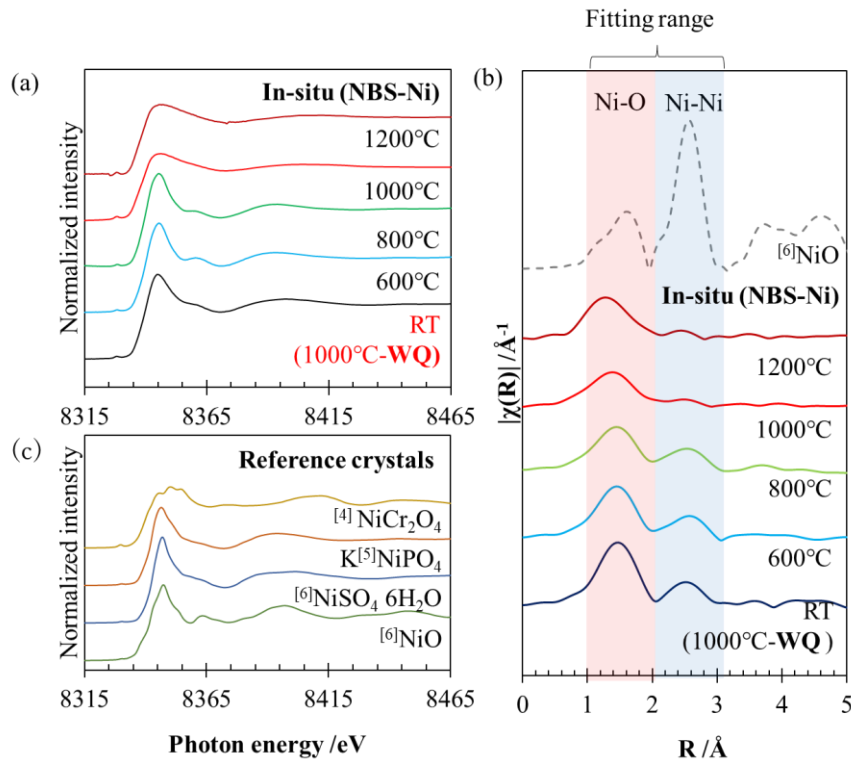 Fitting range
(a)
In-situ (NBS-Ni)
1200°C
1000°C
800°C
600°C
RT
(1000°C-WQ)
Normalized intensity
8315 8365 8415 8465
(c)
Reference crystals
[4] NiCr2O4
K[5]NiPO4
[6]NiSO4 6H2O
[6]NiO
Normalized intensity
8315 8365 8415 8465
Photon energy /eV
(b)
Ni-O Ni-Ni
[6]NiO
In-situ (NBS-Ni)
1200°C
1000°C
800°C
600°C
RT
(1000°C-WQ )
|χ(R)| /Å-1
0 1 2 3 4 5
R /Å